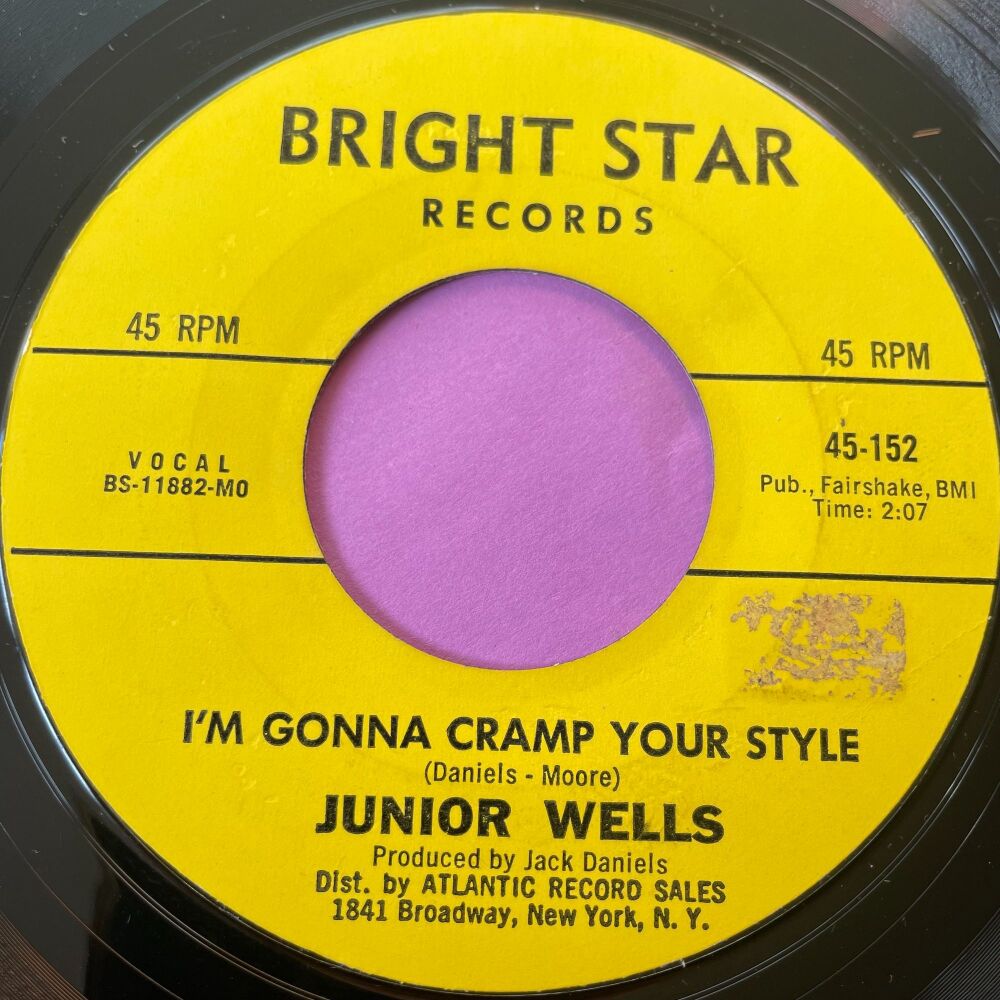 BRIGHT STAR
RECORDS
45 RPM
45 RPM
VOCAL
BS-11882-MO
45-152
Pub., Fairshake, BMI
Time: 2:07
I'M GONNA CRAMP YOUR STYLE
(Daniels - Moore)
JUNIOR WELLS
Produced by Jack Daniels
Dist. by ATLANTIC RECORD SALES
1841 Broadway, New York, N. Y.